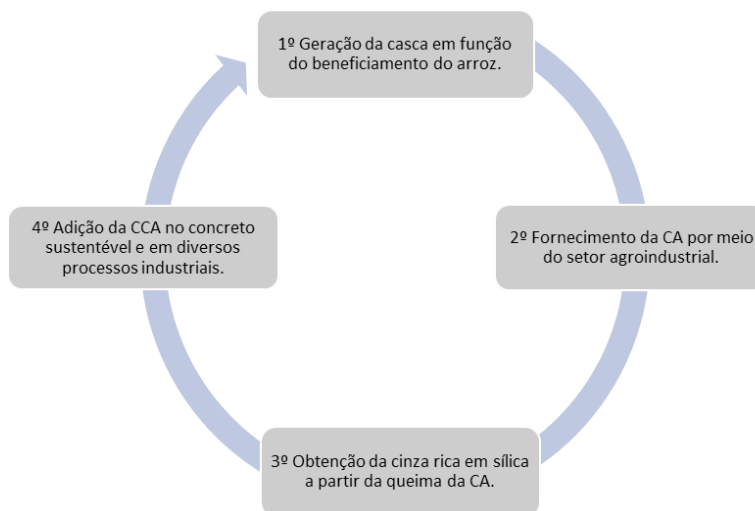 1º Geração da casca em função
do beneficiamento do arroz.
2º Fornecimento da CA por meio
do setor agroindustrial.
3º Obtenção da cinza rica em sílica
a partir da queima da CA.
4º Adição da CCA no concreto
sustentével e em diversos
processos industriais.